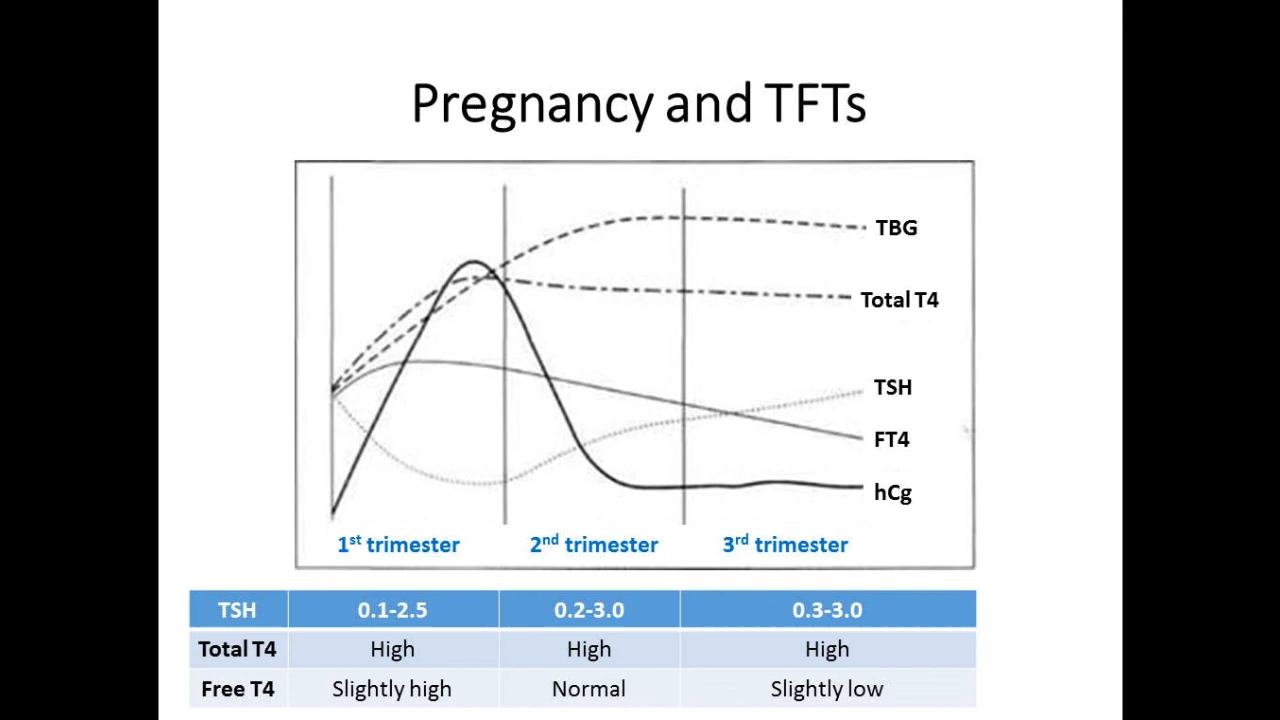 Pregnancy and TFTs
TBG
Total T4
TSH
FT4
hCg
1st trimester 2nd trimester 3rd trimester
TSH 0.1-2.5 0.2-3.0 0.3-3.0
Total T4 High High High
Free T4 Slightly high Normal Slightly low